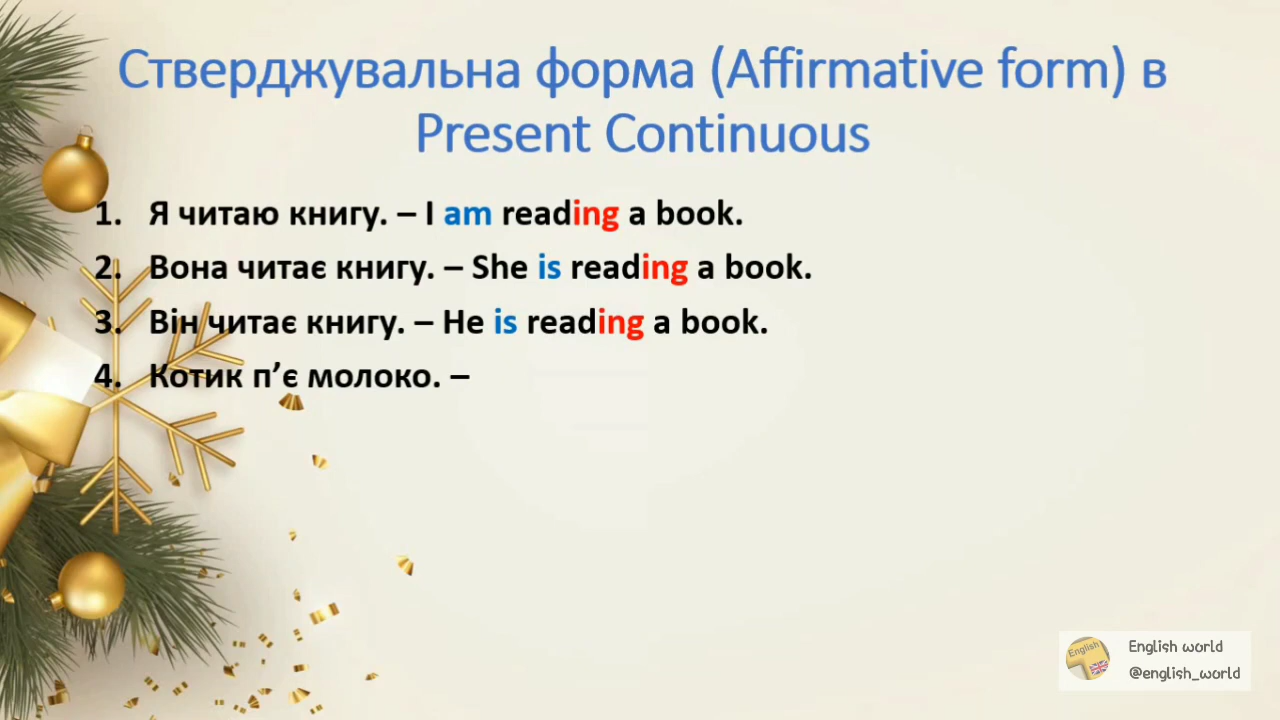 Стверджувальна форма (Affirmative form) в
Present Continuous
1. Я читаю книгу. – I am reading a book.
2. Вона читає книгу. – She is reading a book.
3. Він читає книгу. – He is reading a book.
4. Котик п’є молоко. –
English
English world
@english_world